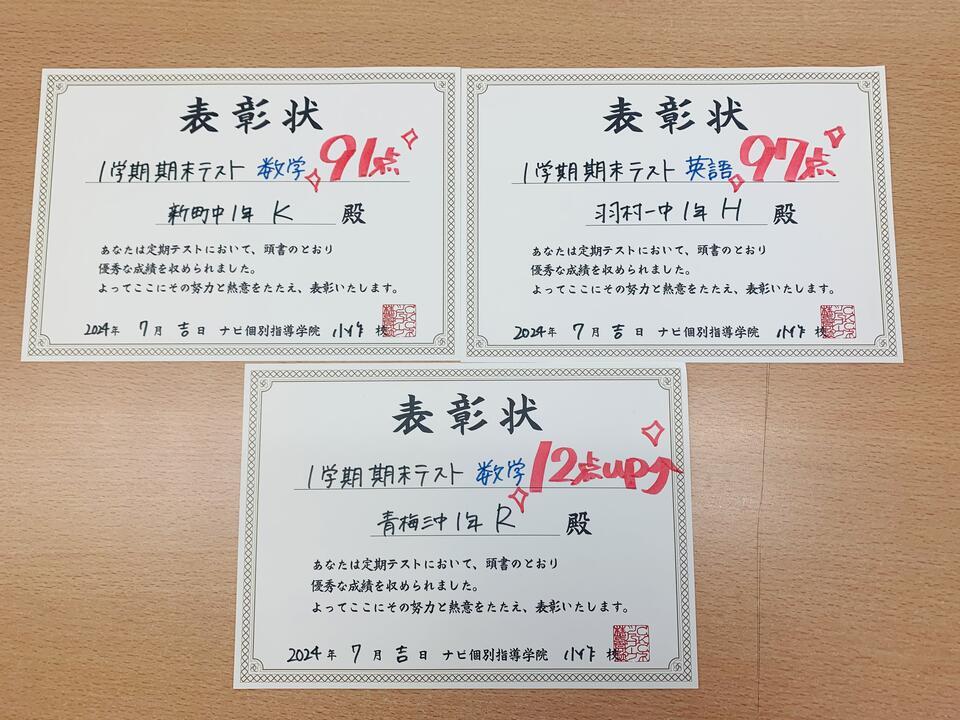 表彰状
1学期期末テスト 数学 91点
新町中1年 K 殿
あなたは定期テストにおいて、頭書のとおり
優秀な成績を収められました。
よってここにその努力と熱意をたたえ、表彰いたします。
2024年 7月 吉日 ナビ個別指導学院 小作 校
表彰状
1学期期末テスト 英語 97点
羽村一中1年 H 殿
あなたは定期テストにおいて、頭書のとおり
優秀な成績を収められました。
よってここにその努力と熱意をたたえ、表彰いたします。
2024年 7月 吉日 ナビ個別指導学院 小作 校
表彰状
1学期期末テスト 数学 12点up
青梅三中1年 R 殿
あなたは定期テストにおいて、頭書のとおり
優秀な成績を収められました。
よってここにその努力と熱意をたたえ、表彰いたします。
2024年 7月 吉日 ナビ個別指導学院 小作 校